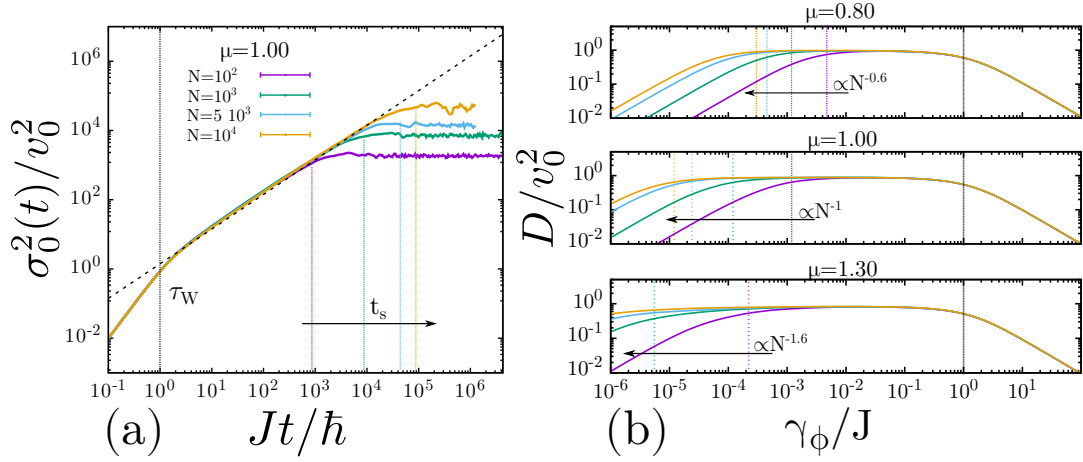 μ=1.00
N=10²
N=10³
N=5 10³
N=10⁴
10⁶
10⁴
10²
10⁰
10⁻²
σ₀²(t)/v₀²
τ_W
t_s
10⁻¹ 10⁰ 10¹ 10² 10³ 10⁴ 10⁵ 10⁶
(a) Jt/ħ
μ=0.80
10⁰
10⁻¹
10⁻²
∝N⁻⁰·⁶
μ=1.00
10⁰
10⁻¹
10⁻²
∝N⁻¹
D/v₀²
μ=1.30
10⁰
10⁻¹
10⁻²
∝N⁻¹·⁶
10⁻⁶ 10⁻⁵ 10⁻⁴ 10⁻³ 10⁻² 10⁻¹ 10⁰ 10¹
(b) γ_ϕ/J